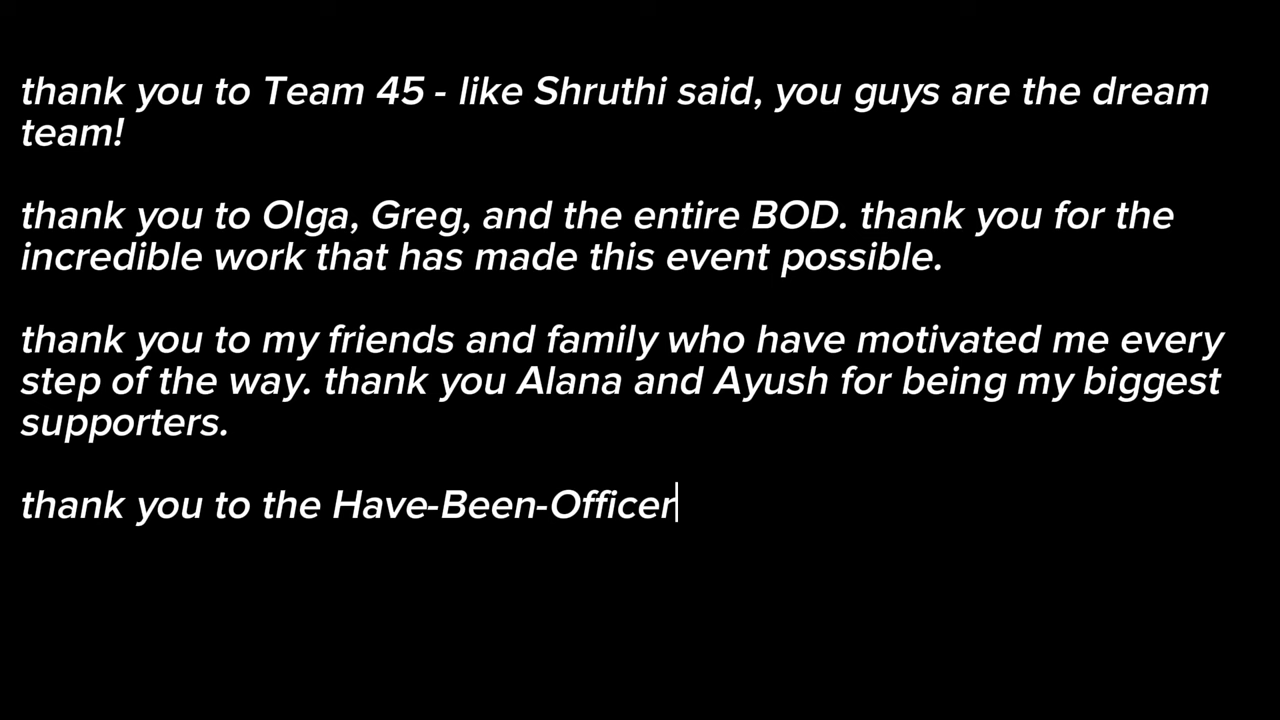 thank you to Team 45 - like Shruthi said, you guys are the dream
team!
thank you to Olga, Greg, and the entire BOD. thank you for the
incredible work that has made this event possible.
thank you to my friends and family who have motivated me every
step of the way. thank you Alana and Ayush for being my biggest
supporters.
thank you to the Have-Been-Officer